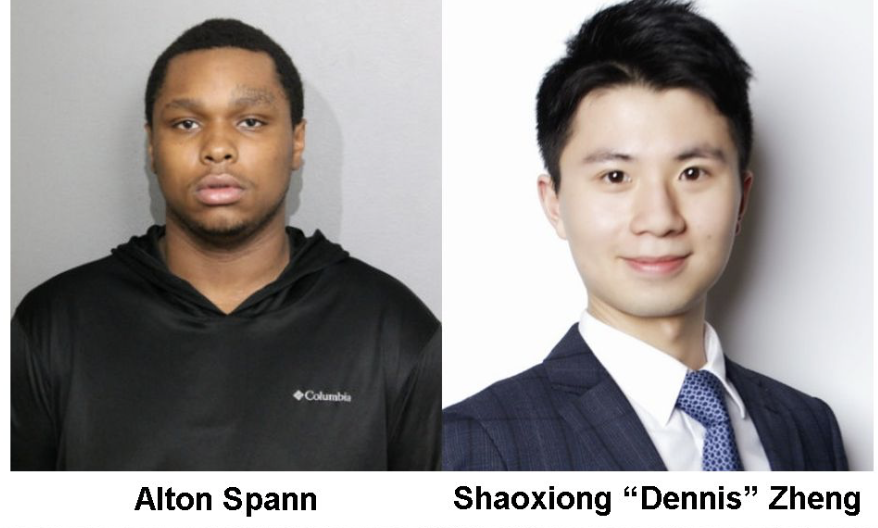 Columbia
Alton Spann
Shaoxiong “Dennis” Zheng